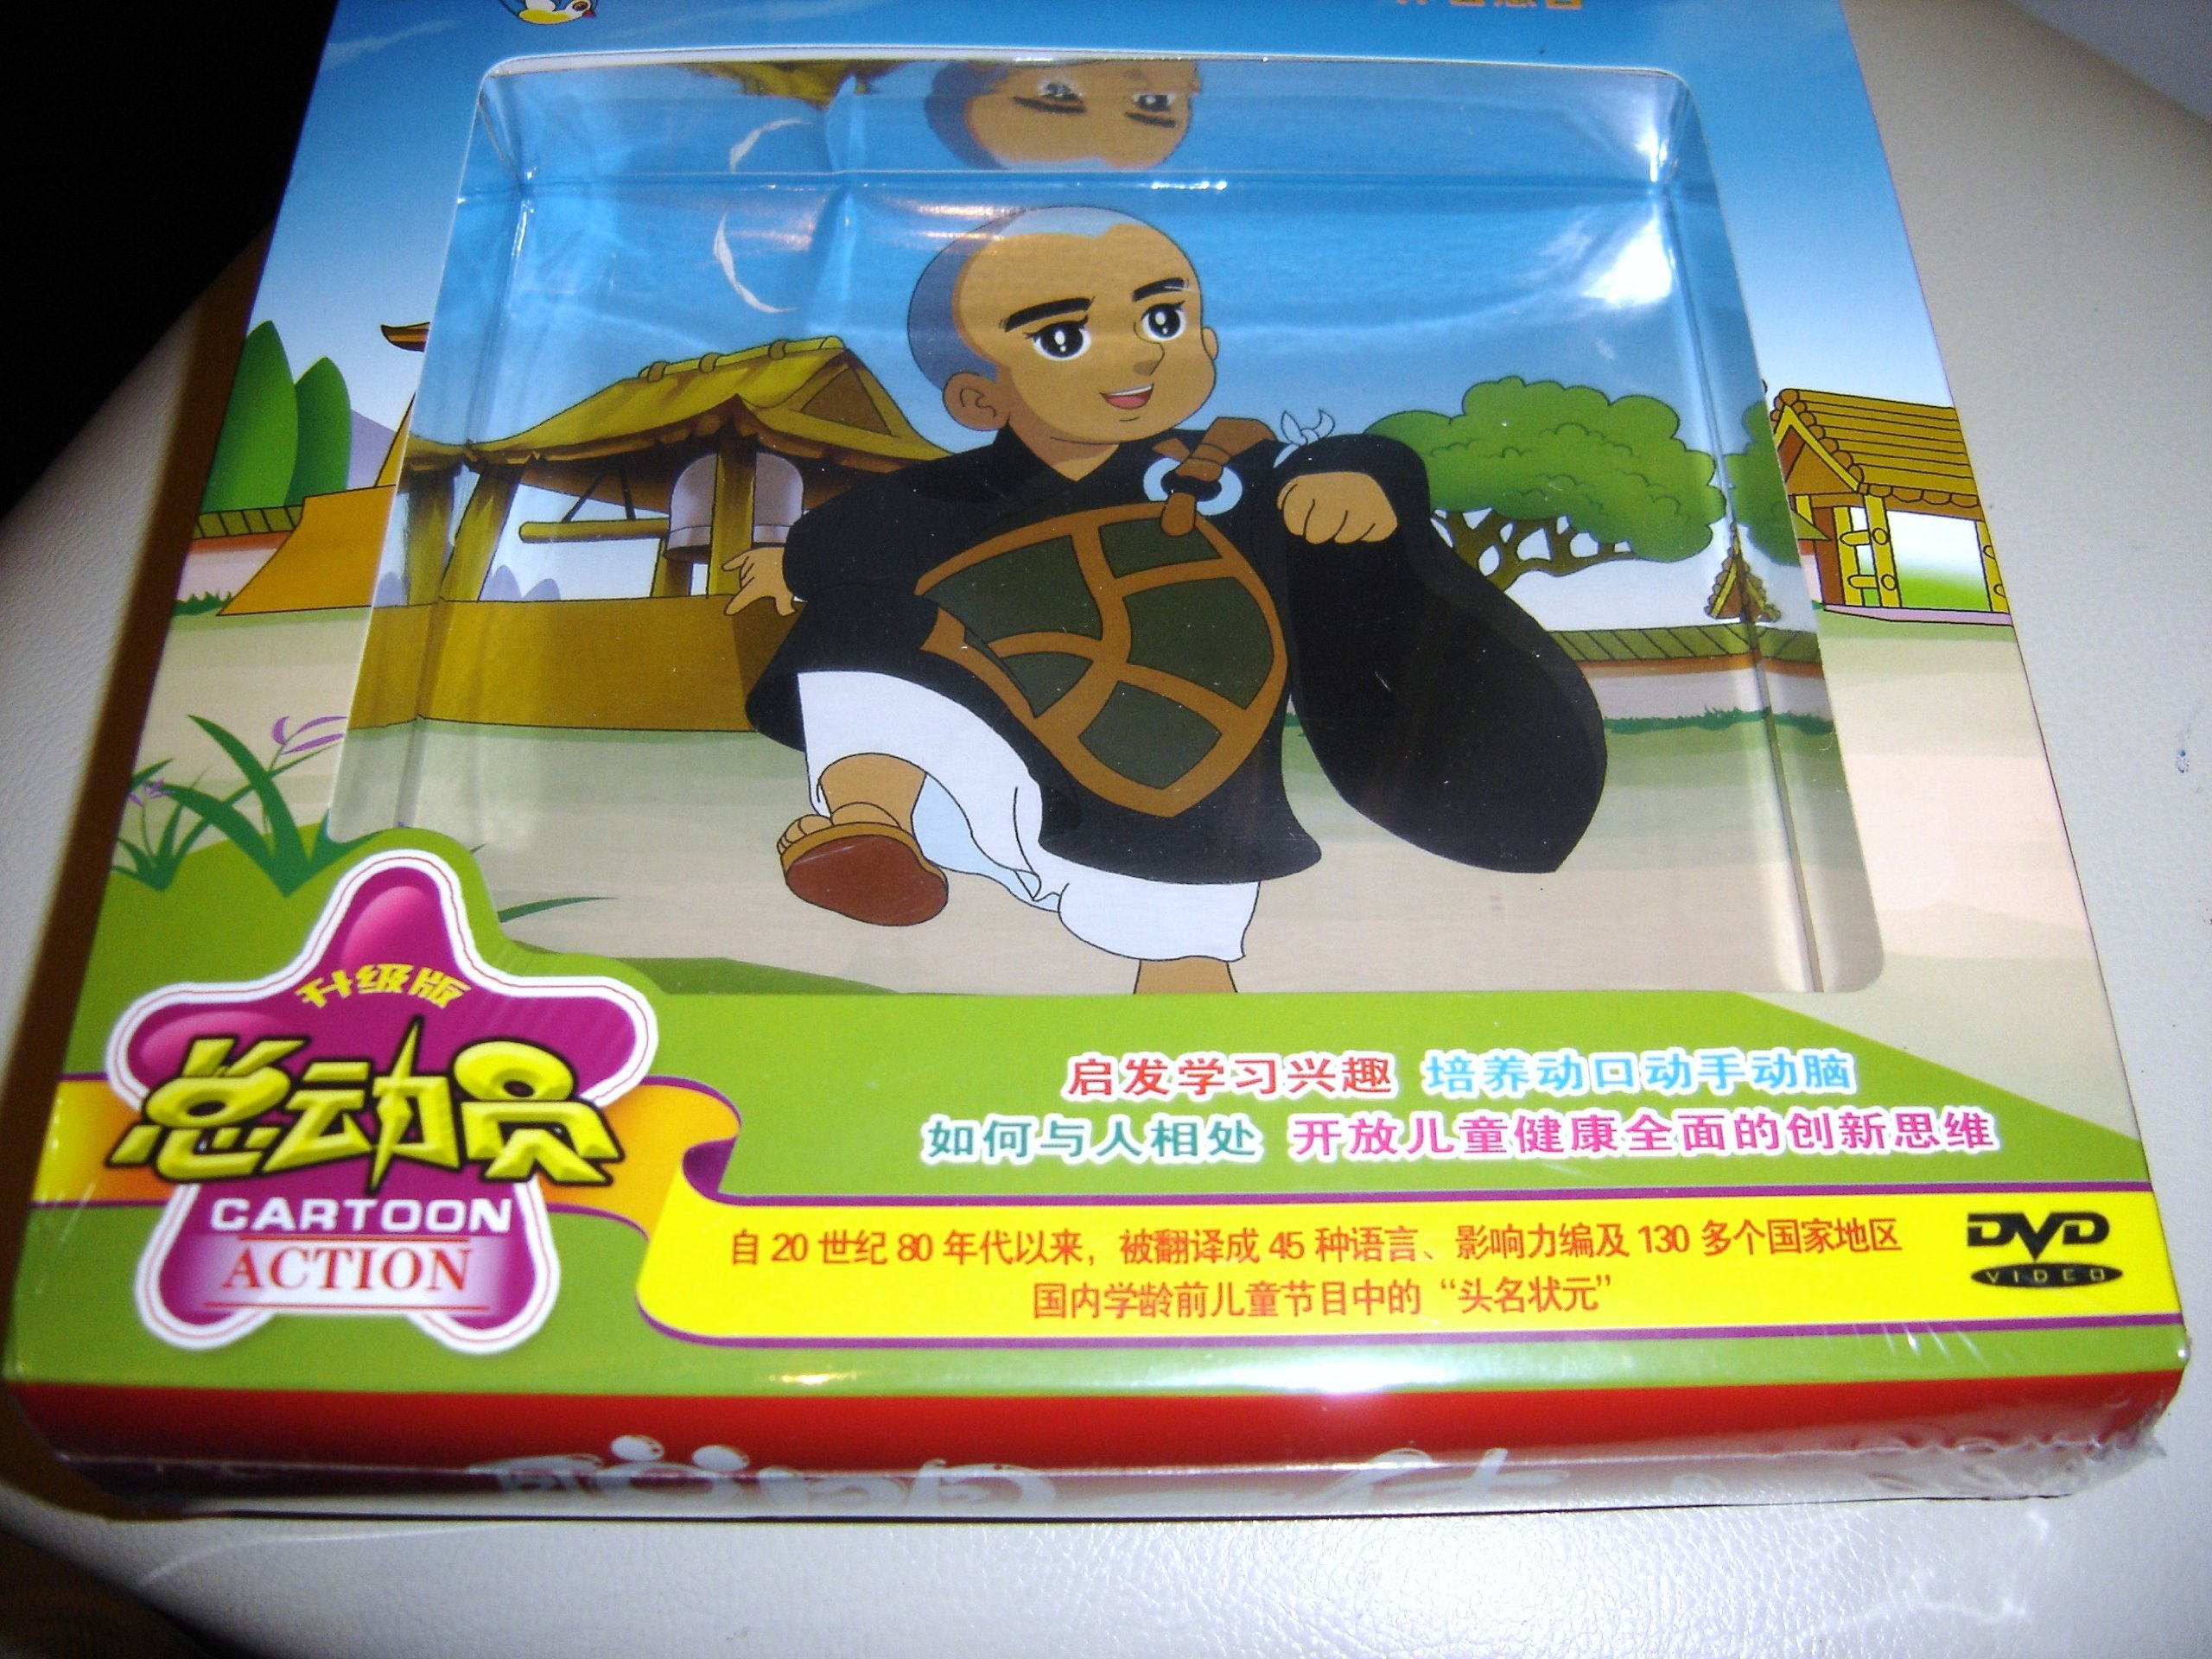 升级版
总动员
CARTOON
ACTION
启发学习兴趣 培养动口动手动脑
如何与人相处 开放儿童健康全面的创新思维
自20世纪80年代以来，被翻译成45种语言、影响力编及130多个国家地区
国内学龄前儿童节目中的“头名状元”
DVD
VIDEO